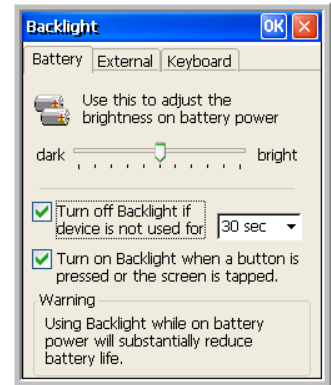 Backlight OK
Battery External Keyboard
Use this to adjust the
brightness on battery power
dark bright
Turn off Backlight if
device is not used for 30 sec
Turn on Backlight when a button is
pressed or the screen is tapped.
Warning
Using Backlight while on battery
power will substantially reduce
battery life.